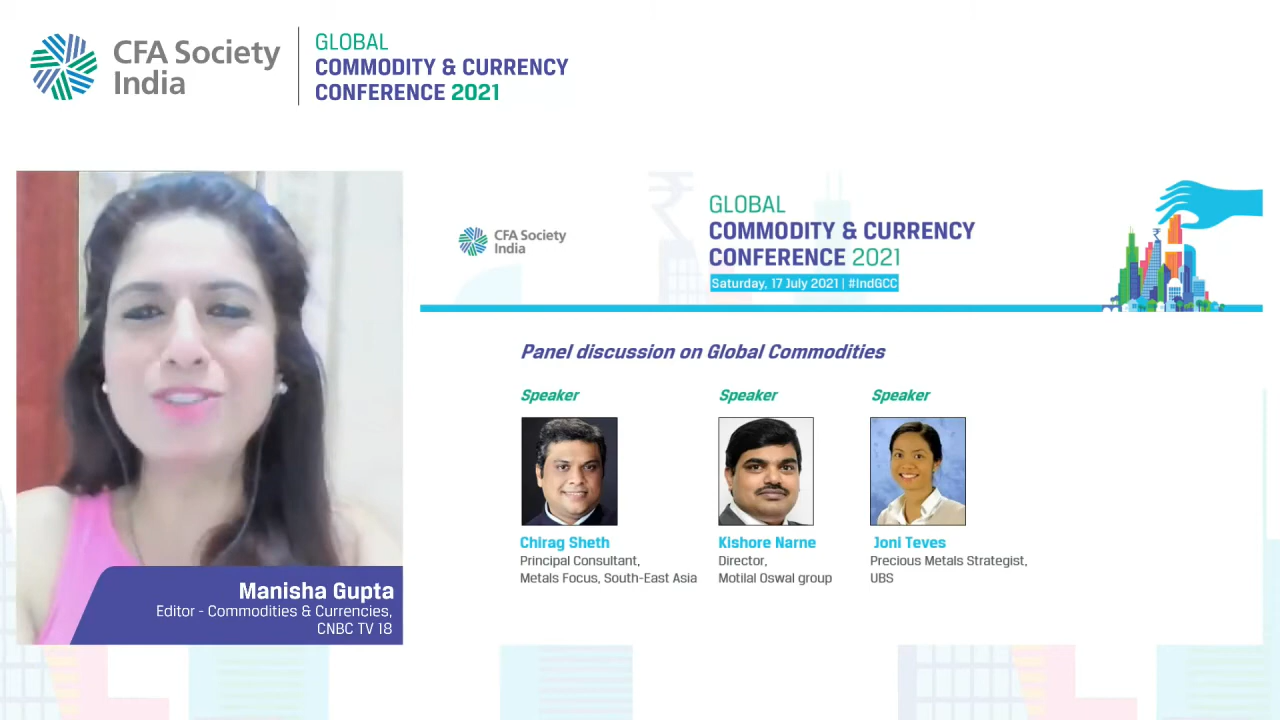 CFA Society
India
GLOBAL
COMMODITY & CURRENCY
CONFERENCE 2021
CFA Society
India
GLOBAL
COMMODITY & CURRENCY
CONFERENCE 2021
Saturday, 17 July 2021 | #IndGCC
Panel discussion on Global Commodities
Speaker
Speaker
Speaker
Chirag Sheth
Principal Consultant,
Metals Focus, South-East Asia
Kishore Narne
Director,
Motilal Oswal group
Joni Teves
Precious Metals Strategist,
UBS
Manisha Gupta
Editor - Commodities & Currencies,
CNBC TV 18